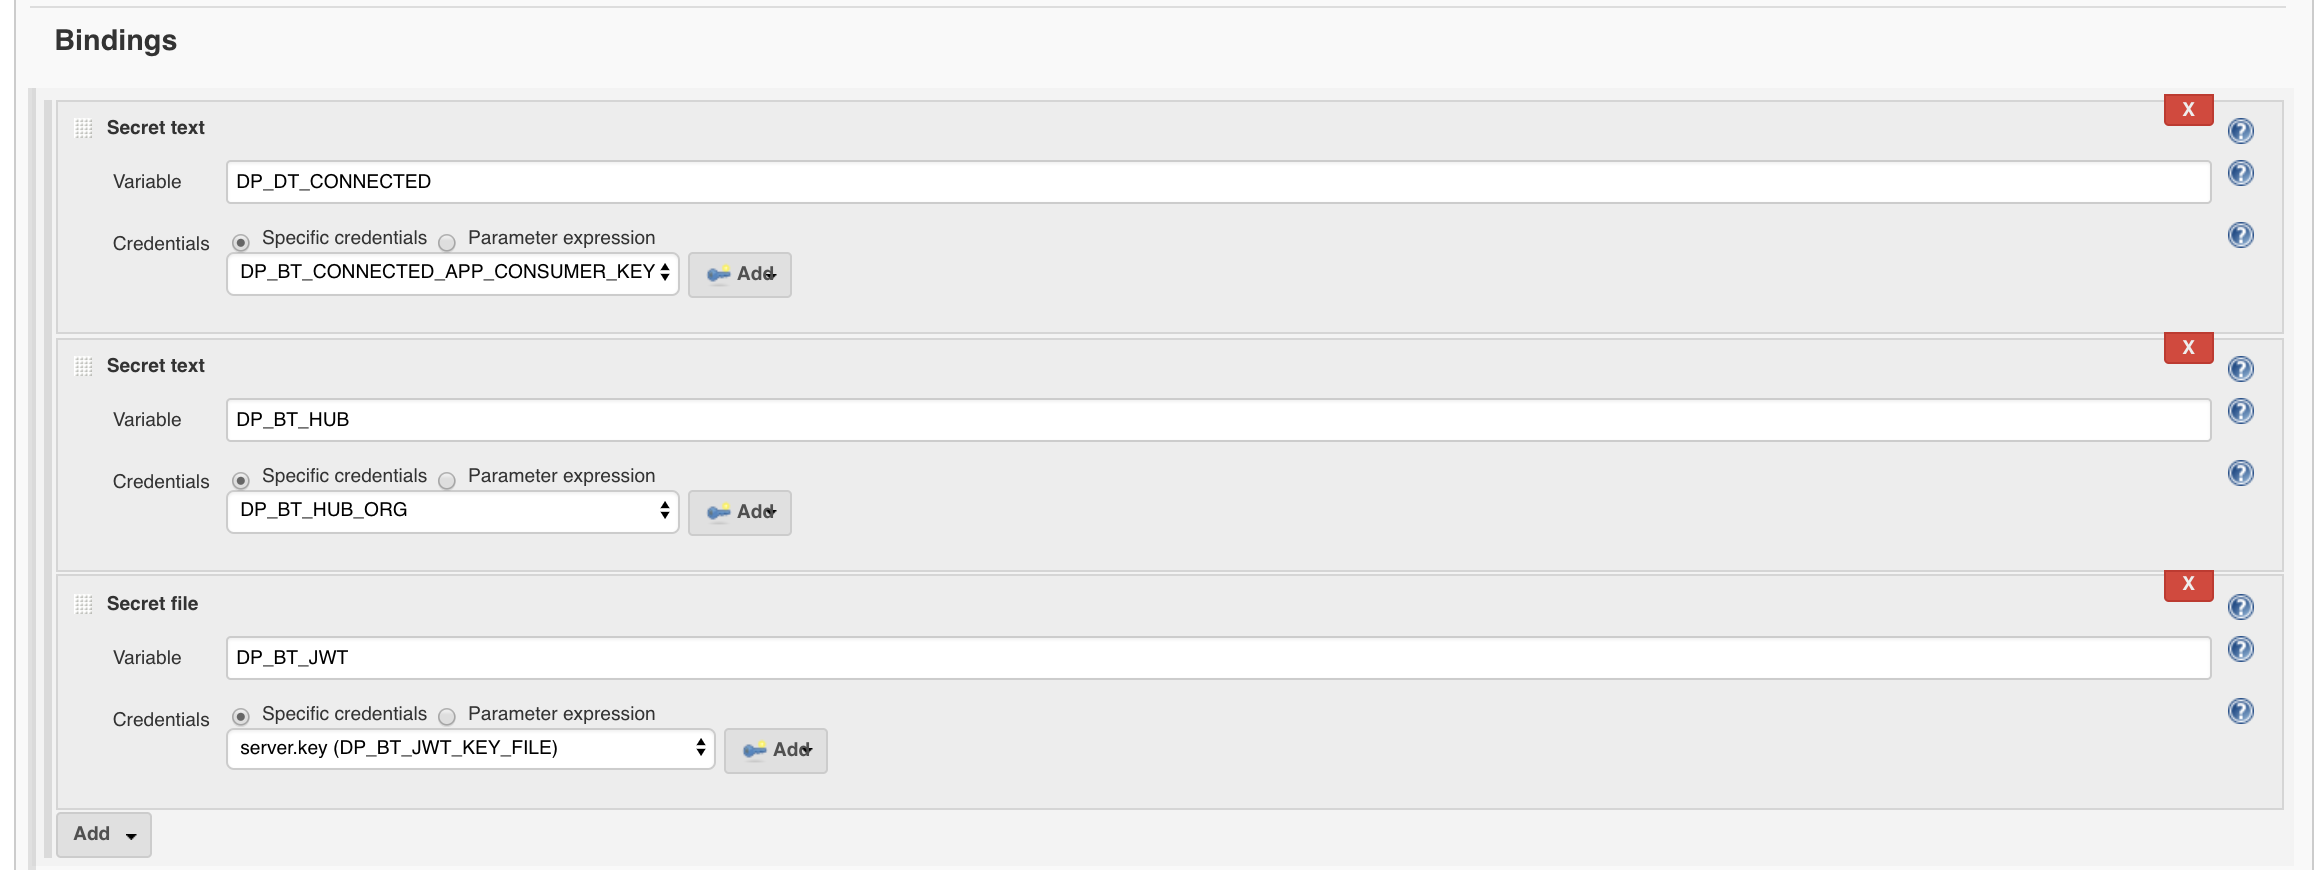 Bindings
X
Secret text
Variable DP_DT_CONNECTED
Credentials Specific credentials Parameter expression
DP_BT_CONNECTED_APP_CONSUMER_KEY Add
X
Secret text
Variable DP_BT_HUB
Credentials Specific credentials Parameter expression
DP_BT_HUB_ORG Add
X
Secret file
Variable DP_BT_JWT
Credentials Specific credentials Parameter expression
server.key (DP_BT_JWT_KEY_FILE) Add
Add